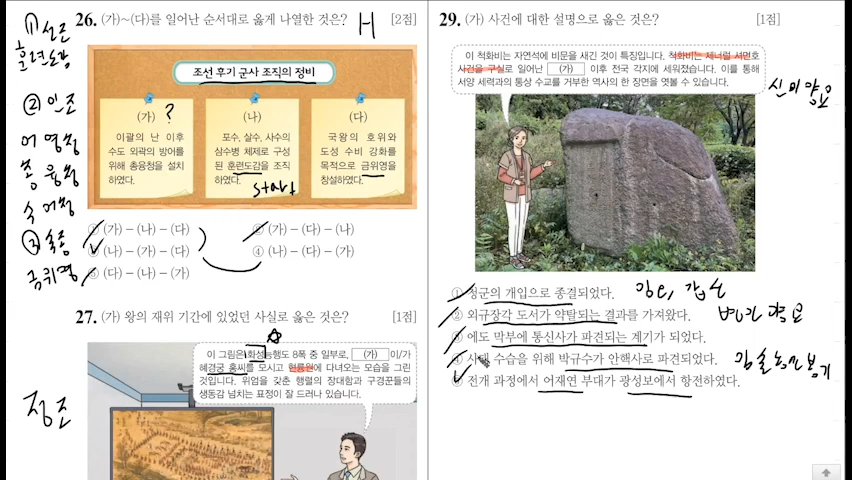 26. (가)~(다)를 일어난 순서대로 옳게 나열한 것은? H [2점]
① 선조
훈련도감
② 인조
어영청
총융청
수어청
③ 숙종
금위영
조선 후기 군사 조직의 정비
(가) ?
이괄의 난 이후
수도 외곽의 방어를
위해 총융청을 설치
하였다.
(나)
포수, 살수, 사수의
삼수병 체제로 구성
된 훈련도감을 조직
하였다.
start
(다)
국왕의 호위와
도성 수비 강화를
목적으로 금위영을
창설하였다.
① (가) - (나) - (다)
② (가) - (다) - (나)
③ (나) - (가) - (다)
④ (나) - (다) - (가)
⑤ (다) - (나) - (가)
27. (가) 왕의 재위 기간에 있었던 사실로 옳은 것은? [1점]
이 그림은 화성능행도 8폭 중 일부로, (가) 이/가
혜경궁 홍씨를 모시고 현륭원에 다녀오는 모습을 그린
것입니다. 위엄을 갖춘 행렬의 장대함과 구경꾼들의
생동감 넘치는 표정이 잘 드러나 있습니다.
정조
29. (가) 사건에 대한 설명으로 옳은 것은? [1점]
이 척화비는 자연석에 비문을 새긴 것이 특징입니다. 척화비는 제너럴 셔먼호
사건을 구실로 일어난 (가) 이후 전국 각지에 세워졌습니다. 이를 통해
서양 세력과의 통상 수교를 거부한 역사의 한 장면을 엿볼 수 있습니다.
신미양요
① 청군의 개입으로 종결되었다.
② 외규장각 도서가 약탈되는 결과를 가져왔다.
③ 에도 막부에 통신사가 파견되는 계기가 되었다.
④ 사태 수습을 위해 박규수가 안핵사로 파견되었다.
⑤ 전개 과정에서 어재연 부대가 광성보에서 항전하였다.